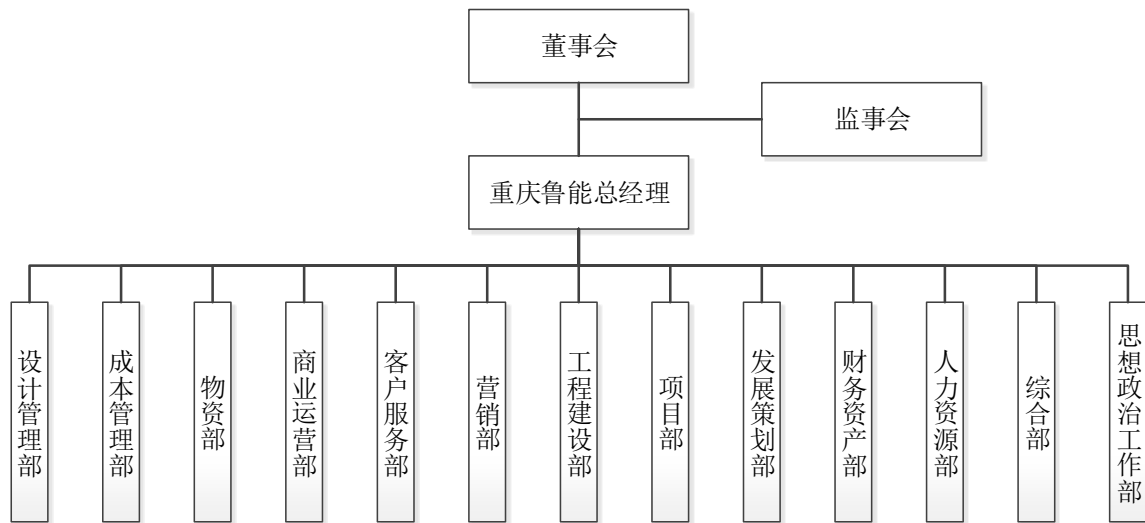 董事会
监事会
重庆鲁能总经理
设计管理部
成本管理部
物资部
商业运营部
客户服务部
营销部
工程建设部
项目部
发展策划部
财务资产部
人力资源部
综合部
思想政治工作部